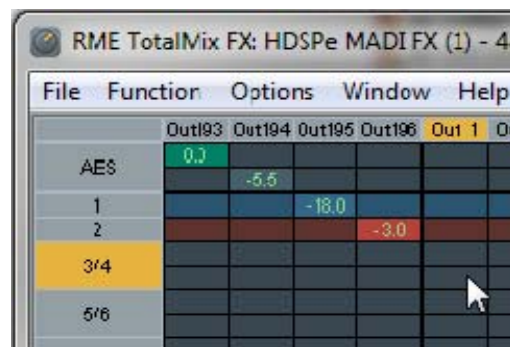 RME TotalMix FX: HDSPe MADI FX (1) - 4
File Function Options Window Help
Out193 Out194 Out195 Out196 Out 1
AES 0.0
-5.5
1 -18.0
2 -3.0
3/4
5/6